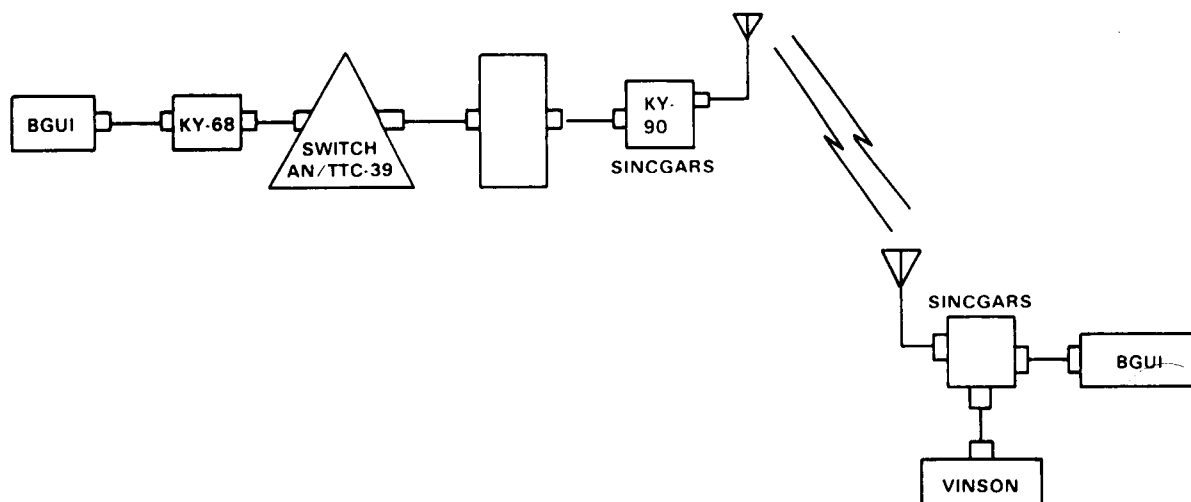 BGUI
KY-68
SWITCH
AN/TTC-39
KY-
90
SINCGARS
SINCGARS
BGUI
VINSON